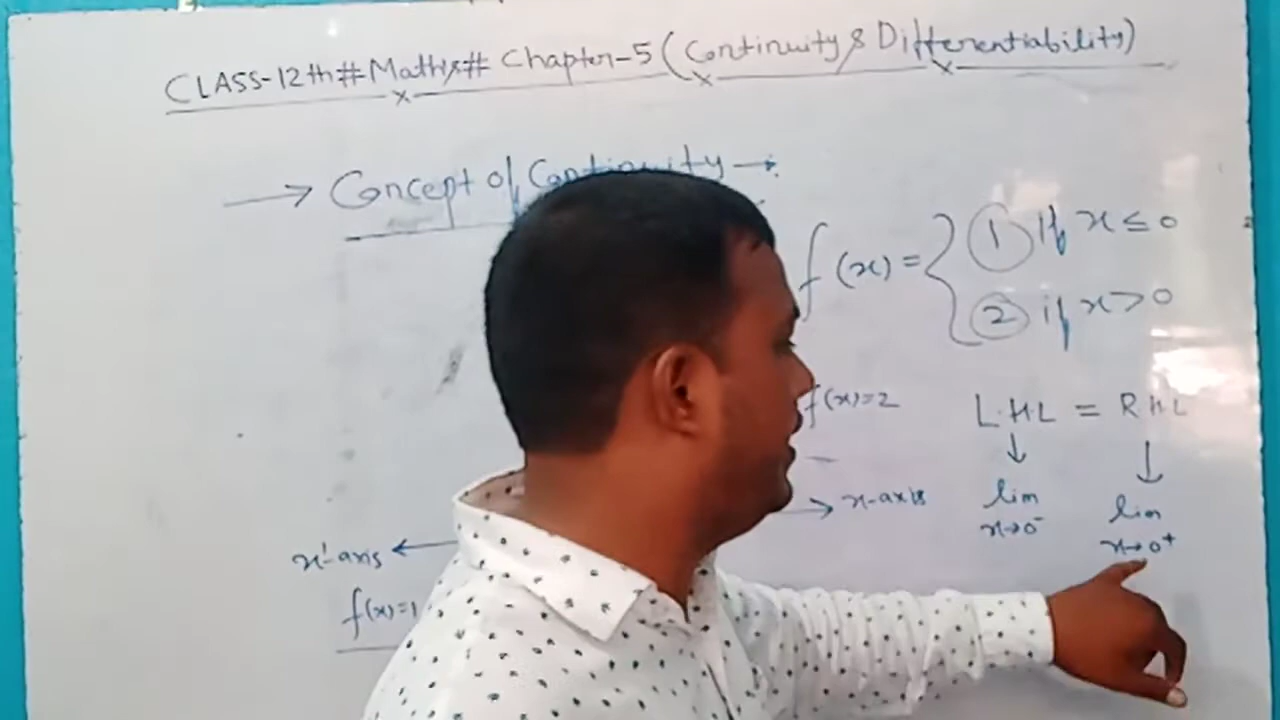 CLASS-12th# Maths# Chapter-5 (Continuity & Differentiability)
→ Concept of Continuity →
f(x) = { 1 if x ≤ 0
2 if x > 0
f(x)=2
L.H.L = R.H.L
↓ ↓
x-axis
lim x→0⁻
lim x→0⁺
x'-axis
f(x)=1